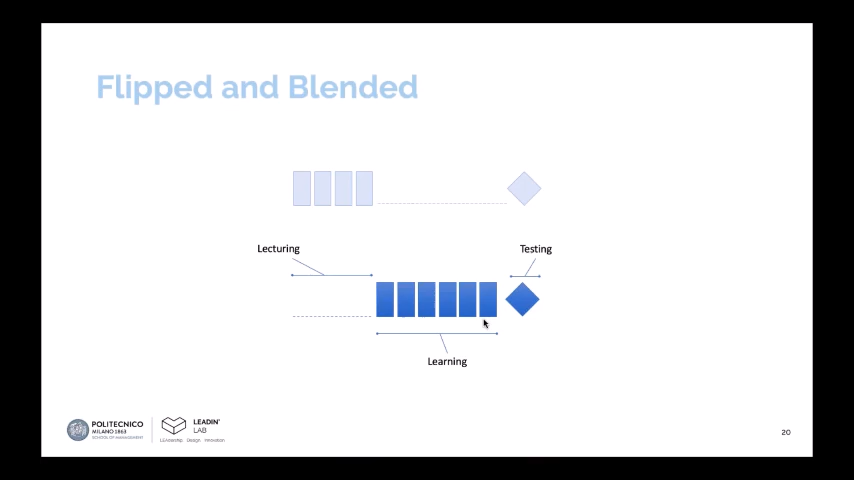 Flipped and Blended
Lecturing
Testing
Learning
POLITECNICO
MILANO 1863
SCHOOL OF MANAGEMENT
LEADIN'
LAB
LEadership Design Innovation
20